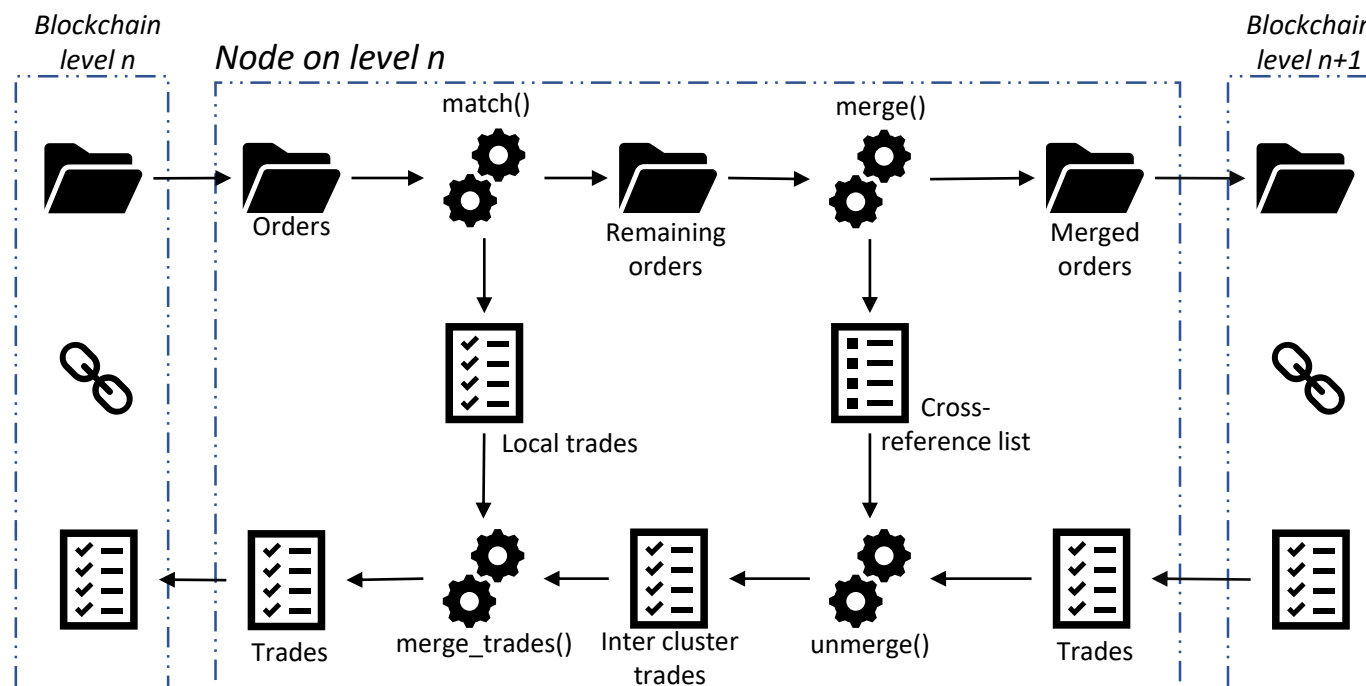 Blockchain
level n
Node on level n
Blockchain
level n+1
match()
merge()
Orders
Remaining
orders
Merged
orders
Local trades
Cross-
reference list
Trades
merge_trades()
Inter cluster
trades
unmerge()
Trades